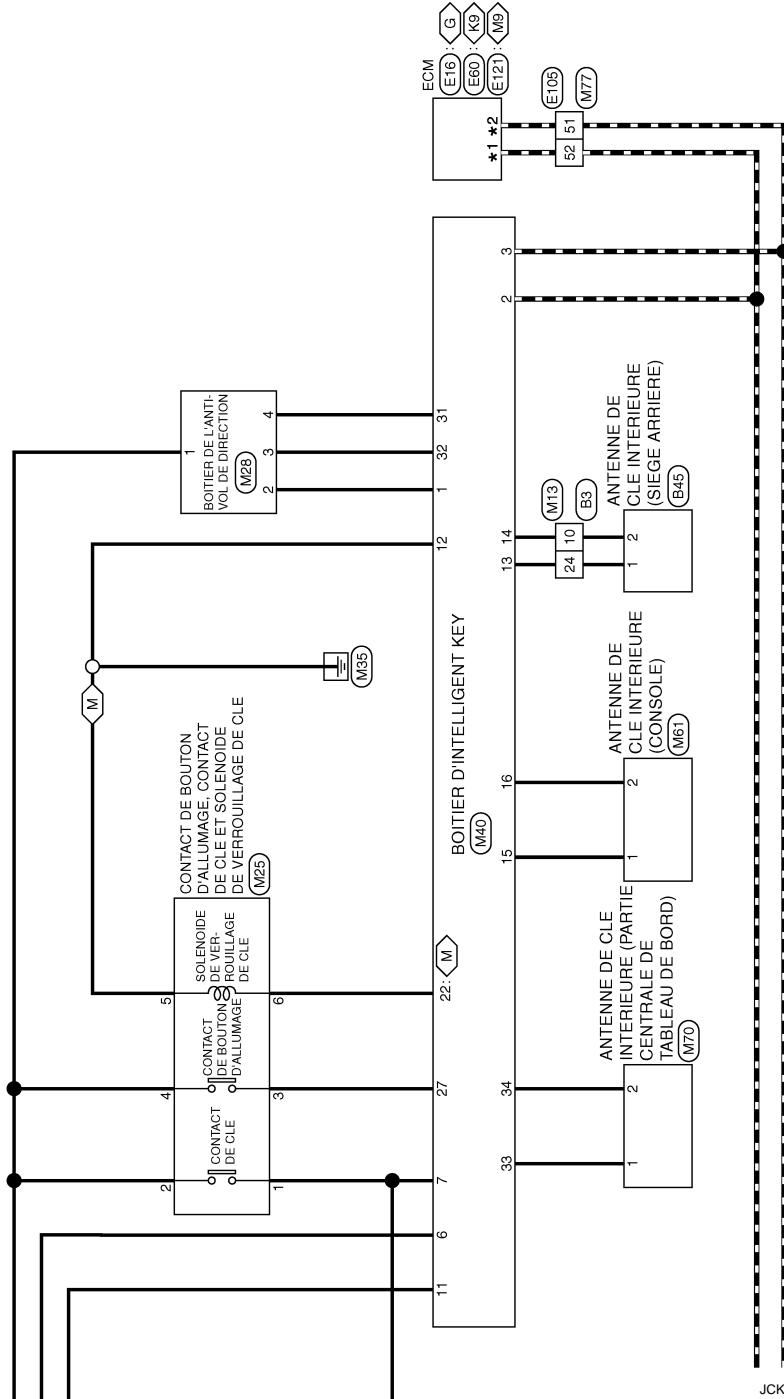 ECM
E16 : G
E60 : K9
E121 : M9
*1 *2
52 51
E105
M77
BOITIER DE L'ANTI-
VOL DE DIRECTION
M28
1
2 3 4
M
M35
CONTACT DE BOUTON
D'ALLUMAGE, CONTACT
DE CLE ET SOLENOIDE
DE VERROUILLAGE DE CLE
M25
2 4 5
CONTACT
DE CLE
CONTACT
DE BOUTON
D'ALLUMAGE
SOLENOIDE
DE VER-
ROUILLAGE
DE CLE
1 3 6
11 6 7 27 22: M 12 1 32 31
BOITIER D'INTELLIGENT KEY
M40
33 34 15 16 13 14 2 3
ANTENNE DE CLE
INTERIEURE (PARTIE
CENTRALE DE
TABLEAU DE BORD)
M70
1 2
ANTENNE DE
CLE INTERIEURE
(CONSOLE)
M61
1 2
24 10
M13
B3
ANTENNE DE
CLE INTERIEURE
(SIEGE ARRIERE)
B45
1 2
JCK